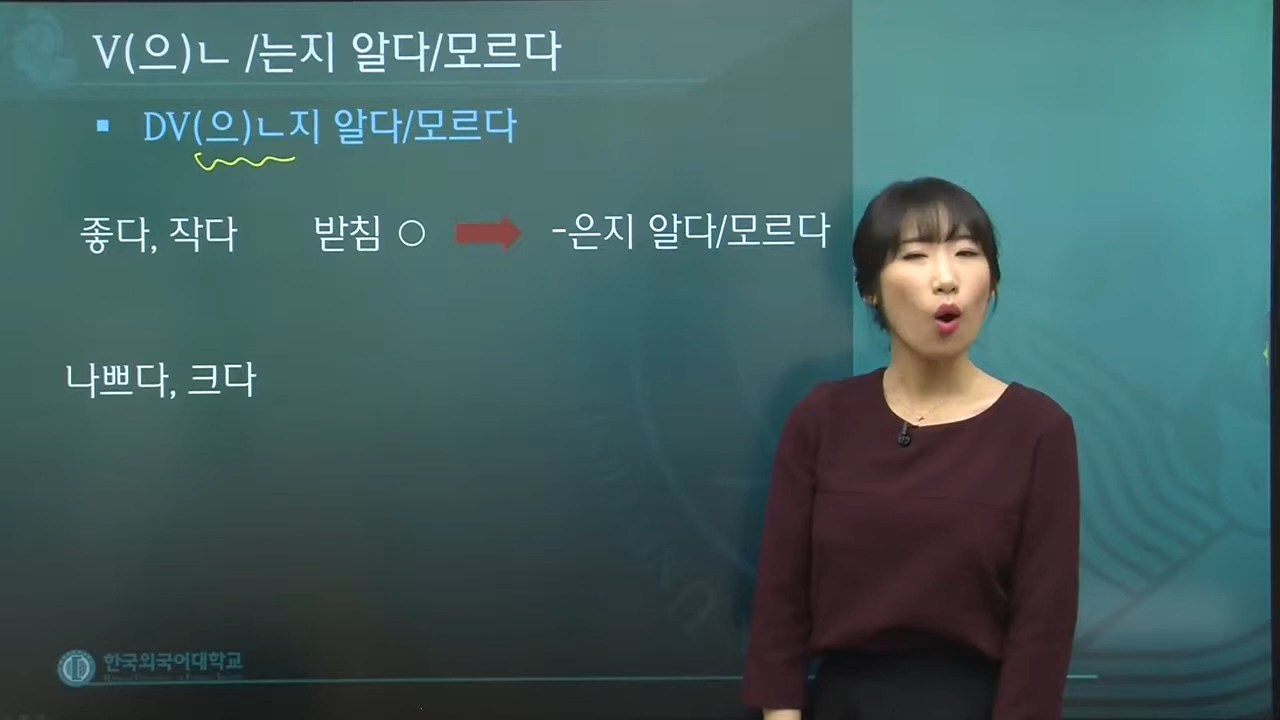 V(으)ㄴ /는지 알다/모르다
▪ DV(으)ㄴ지 알다/모르다
좋다, 작다 받침 ○ -은지 알다/모르다
나쁘다, 크다
한국외국어대학교